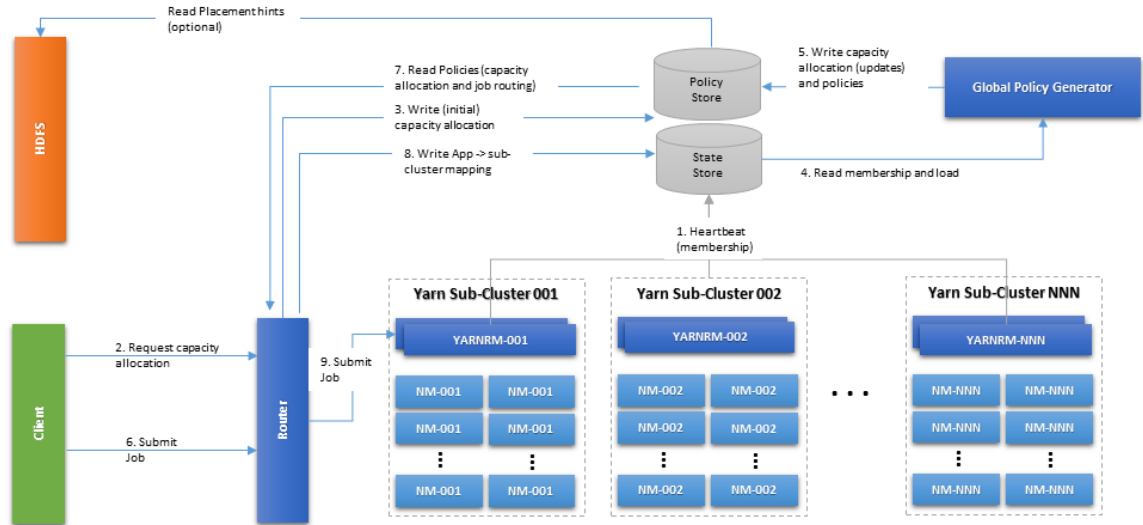 Read Placement hints
(optional)
HDFS
7. Read Policies (capacity
allocation and job routing)
3. Write (initial)
capacity allocation
8. Write App -> sub-
cluster mapping
Policy
Store
State
Store
5. Write capacity
allocation (updates)
and policies
Global Policy Generator
4. Read membership and load
1. Heartbeat
(membership)
Client
2. Request capacity
allocation
6. Submit
Job
Router
9. Submit
Job
Yarn Sub-Cluster 001
YARNRM-001
NM-001 NM-001
NM-001 NM-001
NM-001 NM-001
Yarn Sub-Cluster 002
YARNRM-002
NM-002 NM-002
NM-002 NM-002
NM-002 NM-002
. . .
Yarn Sub-Cluster NNN
YARNRM-NNN
NM-NNN NM-NNN
NM-NNN NM-NNN
NM-NNN NM-NNN